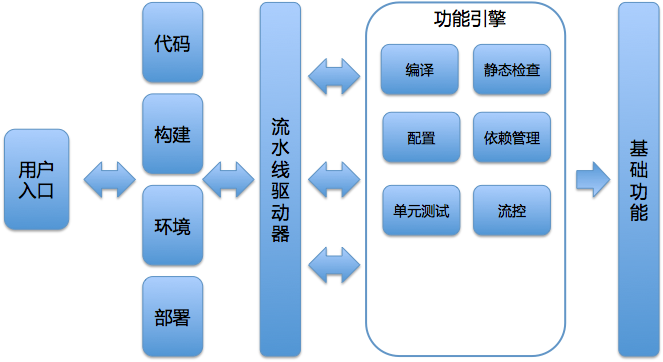 用户
入口
代码
构建
环境
部署
流水线驱动器
功能引擎
编译
静态检查
配置
依赖管理
单元测试
流控
基础功能